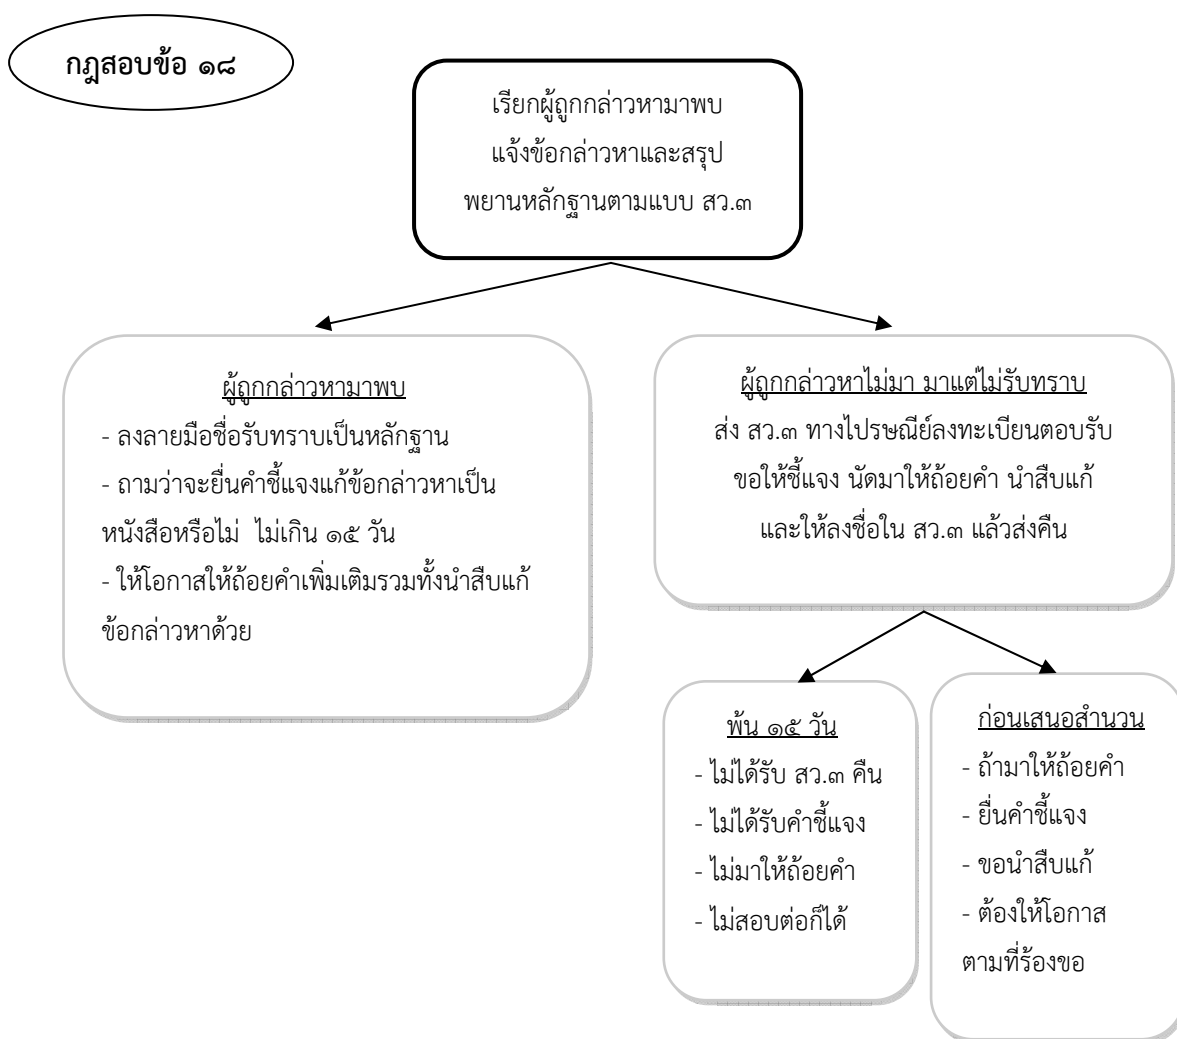 กฎสอบข้อ ๑๘
เรียกผู้ถูกกล่าวหามาพบ
แจ้งข้อกล่าวหาและสรุป
พยานหลักฐานตามแบบ สว.๓
ผู้ถูกกล่าวหามาพบ
- ลงลายมือชื่อรับทราบเป็นหลักฐาน
- ถามว่าจะยื่นคำชี้แจงแก้ข้อกล่าวหาเป็น
หนังสือหรือไม่ ไม่เกิน ๑๕ วัน
- ให้โอกาสให้ถ้อยคำเพิ่มเติมรวมทั้งนำสืบแก้
ข้อกล่าวหาด้วย
ผู้ถูกกล่าวหาไม่มา มาแต่ไม่รับทราบ
ส่ง สว.๓ ทางไปรษณีย์ลงทะเบียนตอบรับ
ขอให้ชี้แจง นัดมาให้ถ้อยคำ นำสืบแก้
และให้ลงชื่อใน สว.๓ แล้วส่งคืน
พ้น ๑๕ วัน
- ไม่ได้รับ สว.๓ คืน
- ไม่ได้รับคำชี้แจง
- ไม่มาให้ถ้อยคำ
- ไม่สอบต่อก็ได้
ก่อนเสนอสำนวน
- ถ้ามาให้ถ้อยคำ
- ยื่นคำชี้แจง
- ขอนำสืบแก้
- ต้องให้โอกาส
ตามที่ร้องขอ